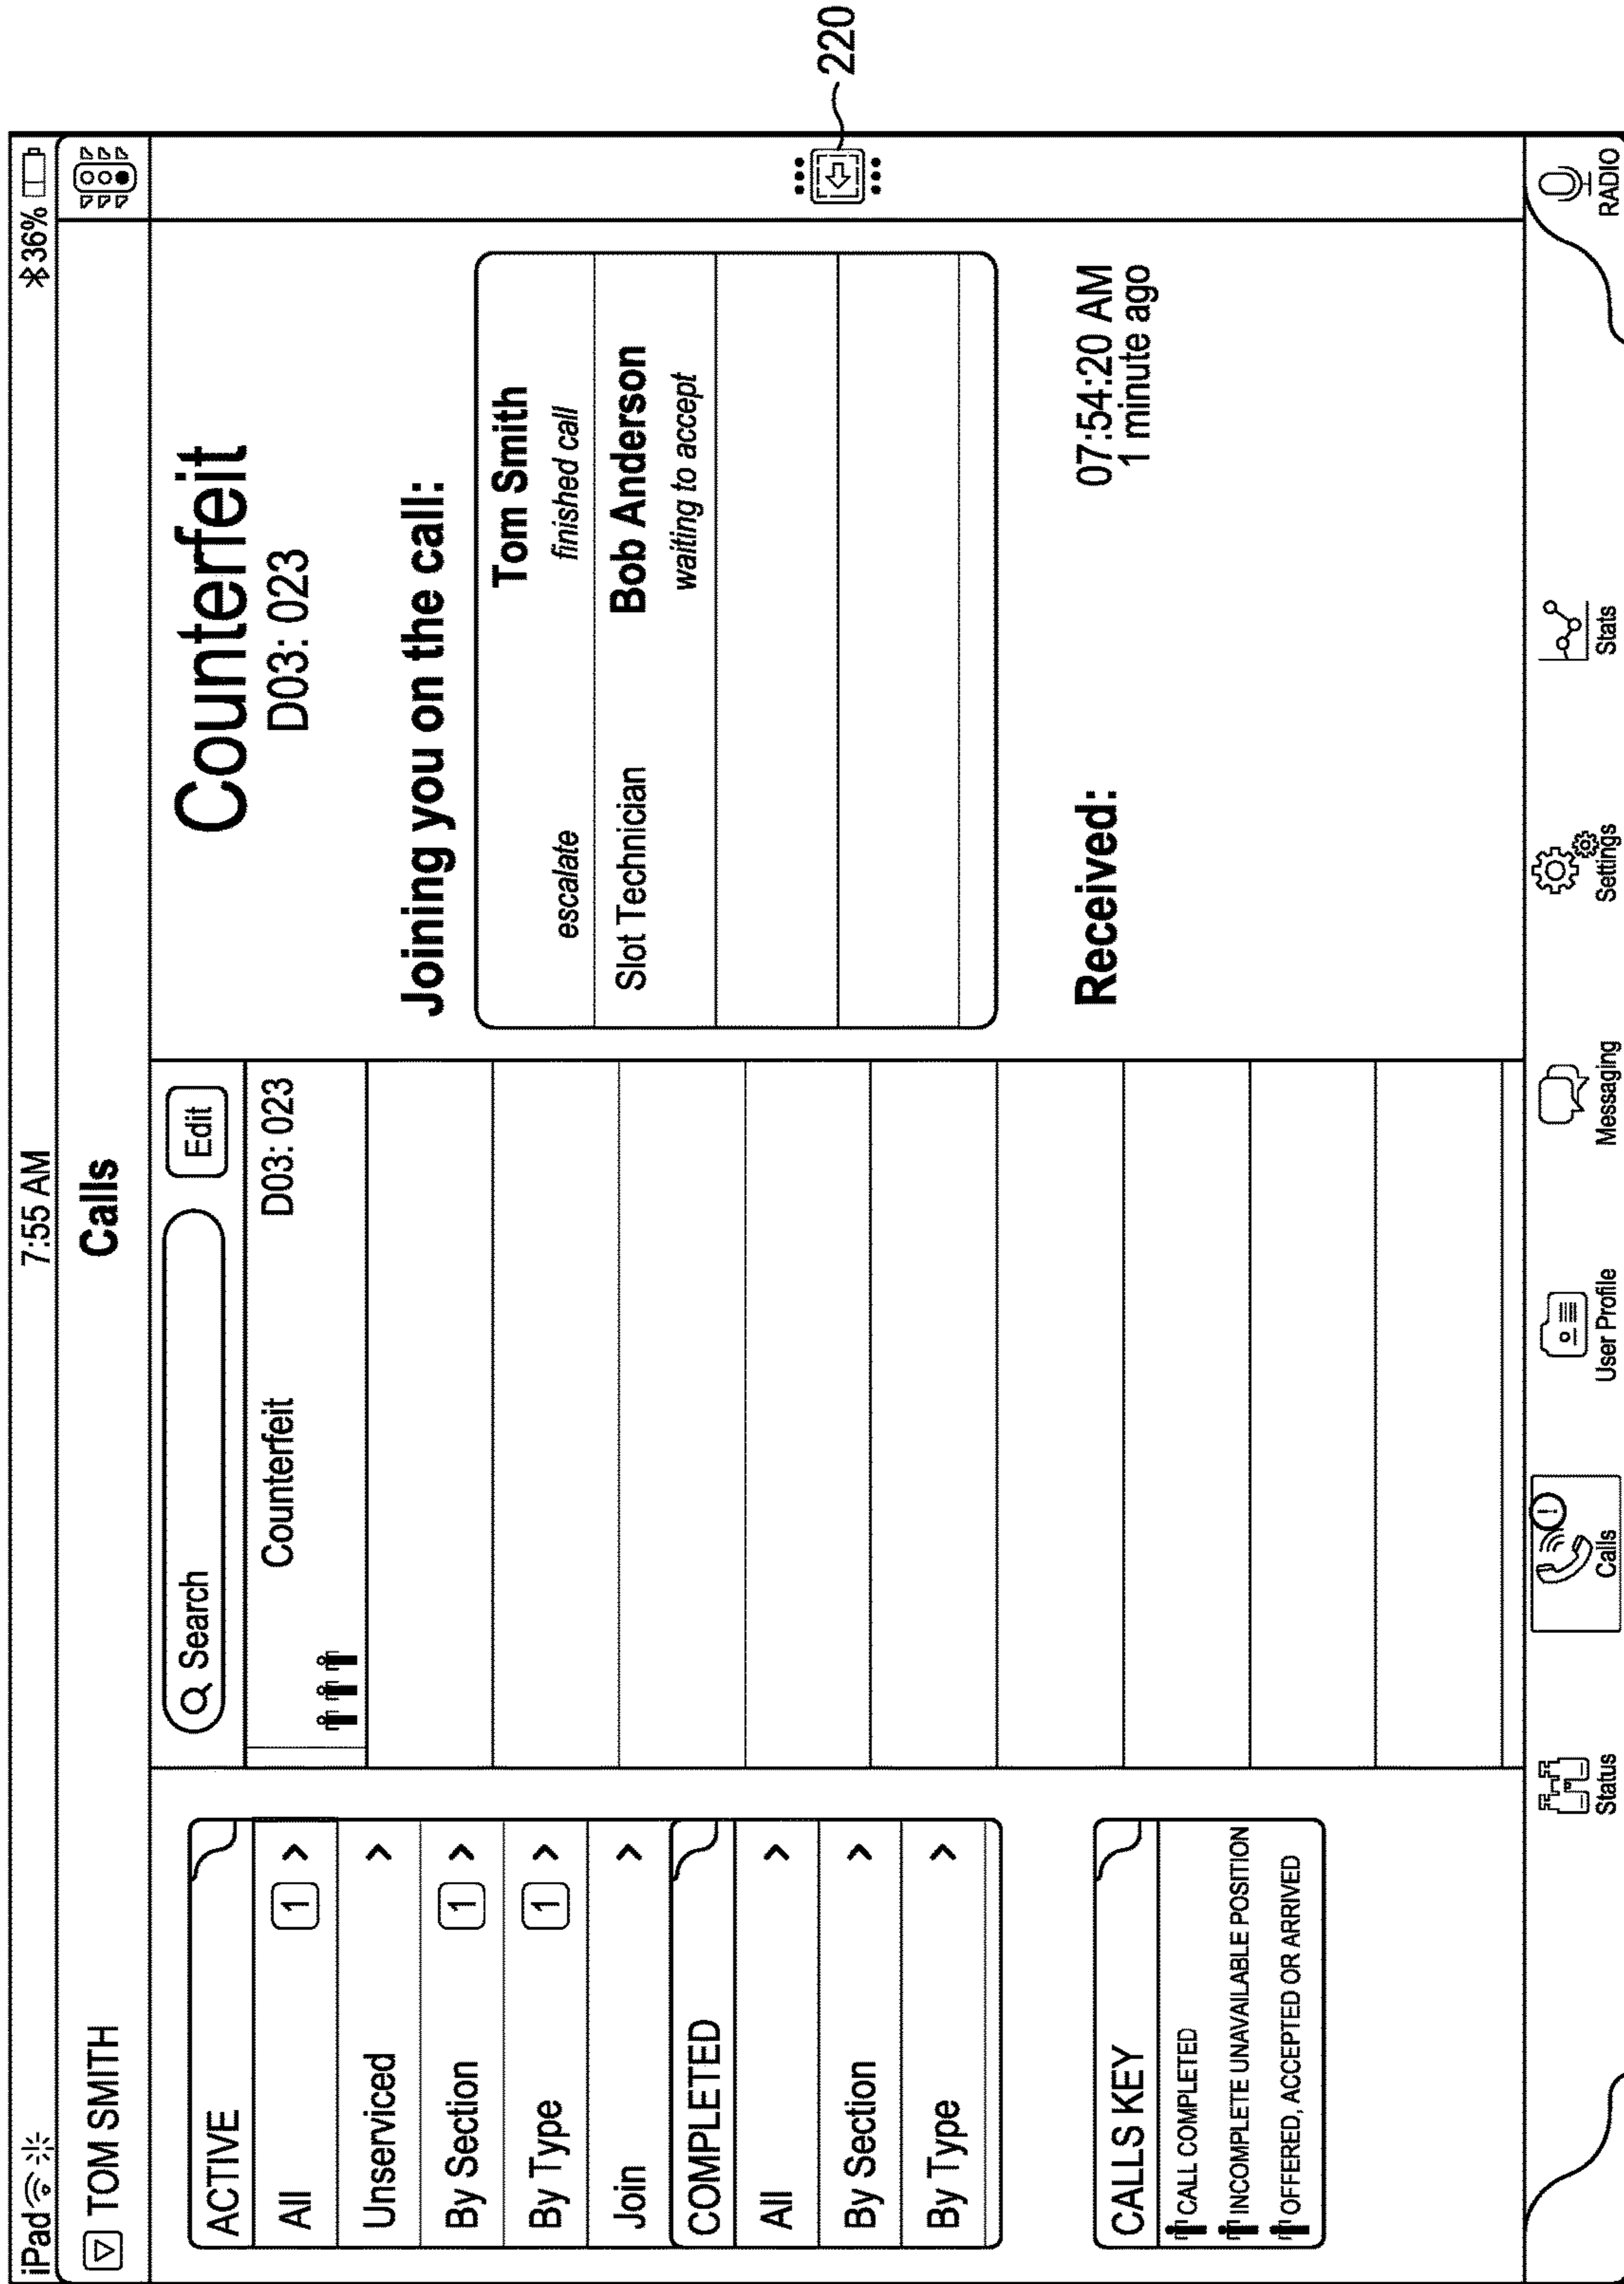 iPad 7:55 AM 36%
TOM SMITH Calls
ACTIVE
All 1 >
Unserviced >
By Section 1 >
By Type 1 >
Join >
COMPLETED
All >
By Section >
By Type >
CALLS KEY
CALL COMPLETED
INCOMPLETE UNAVAILABLE POSITION
OFFERED, ACCEPTED OR ARRIVED
Search Edit
Counterfeit D03: 023
Counterfeit
D03: 023
Joining you on the call:
Tom Smith
escalate finished call
Slot Technician Bob Anderson
waiting to accept
Received: 07:54:20 AM
1 minute ago
220
Status Calls User Profile Messaging Settings Stats RADIO